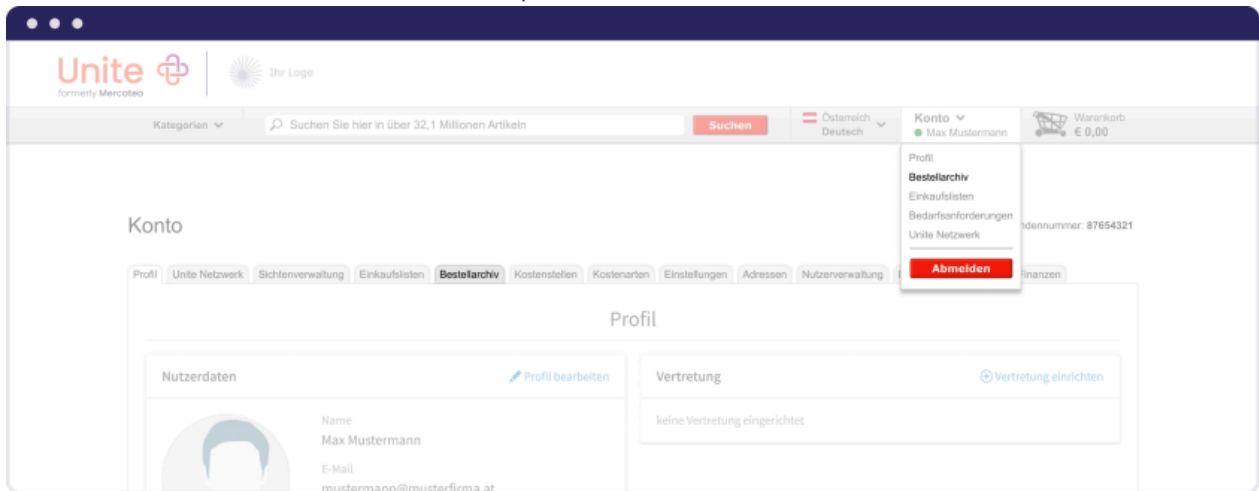 Unite
formerly Mercateo
Ihr Logo
Kategorien
Suchen Sie hier in über 32,1 Millionen Artikeln
Suchen
Österreich
Deutsch
Konto
Max Mustermann
Warenkorb
€ 0,00
Profil
Bestellarchiv
Einkaufslisten
Bedarfsanforderungen
Unite Netzwerk
Abmelden
Konto
ndennummer: 87654321
Profil Unite Netzwerk Sichtenverwaltung Einkaufslisten Bestellarchiv Kostenstellen Kostenarten Einstellungen Adressen Nutzerverwaltung Finanzen
Profil
Nutzerdaten
Profil bearbeiten
Vertretung
Vertretung einrichten
Name
Max Mustermann
keine Vertretung eingerichtet
E-Mail
mustermann@musterfirma.at